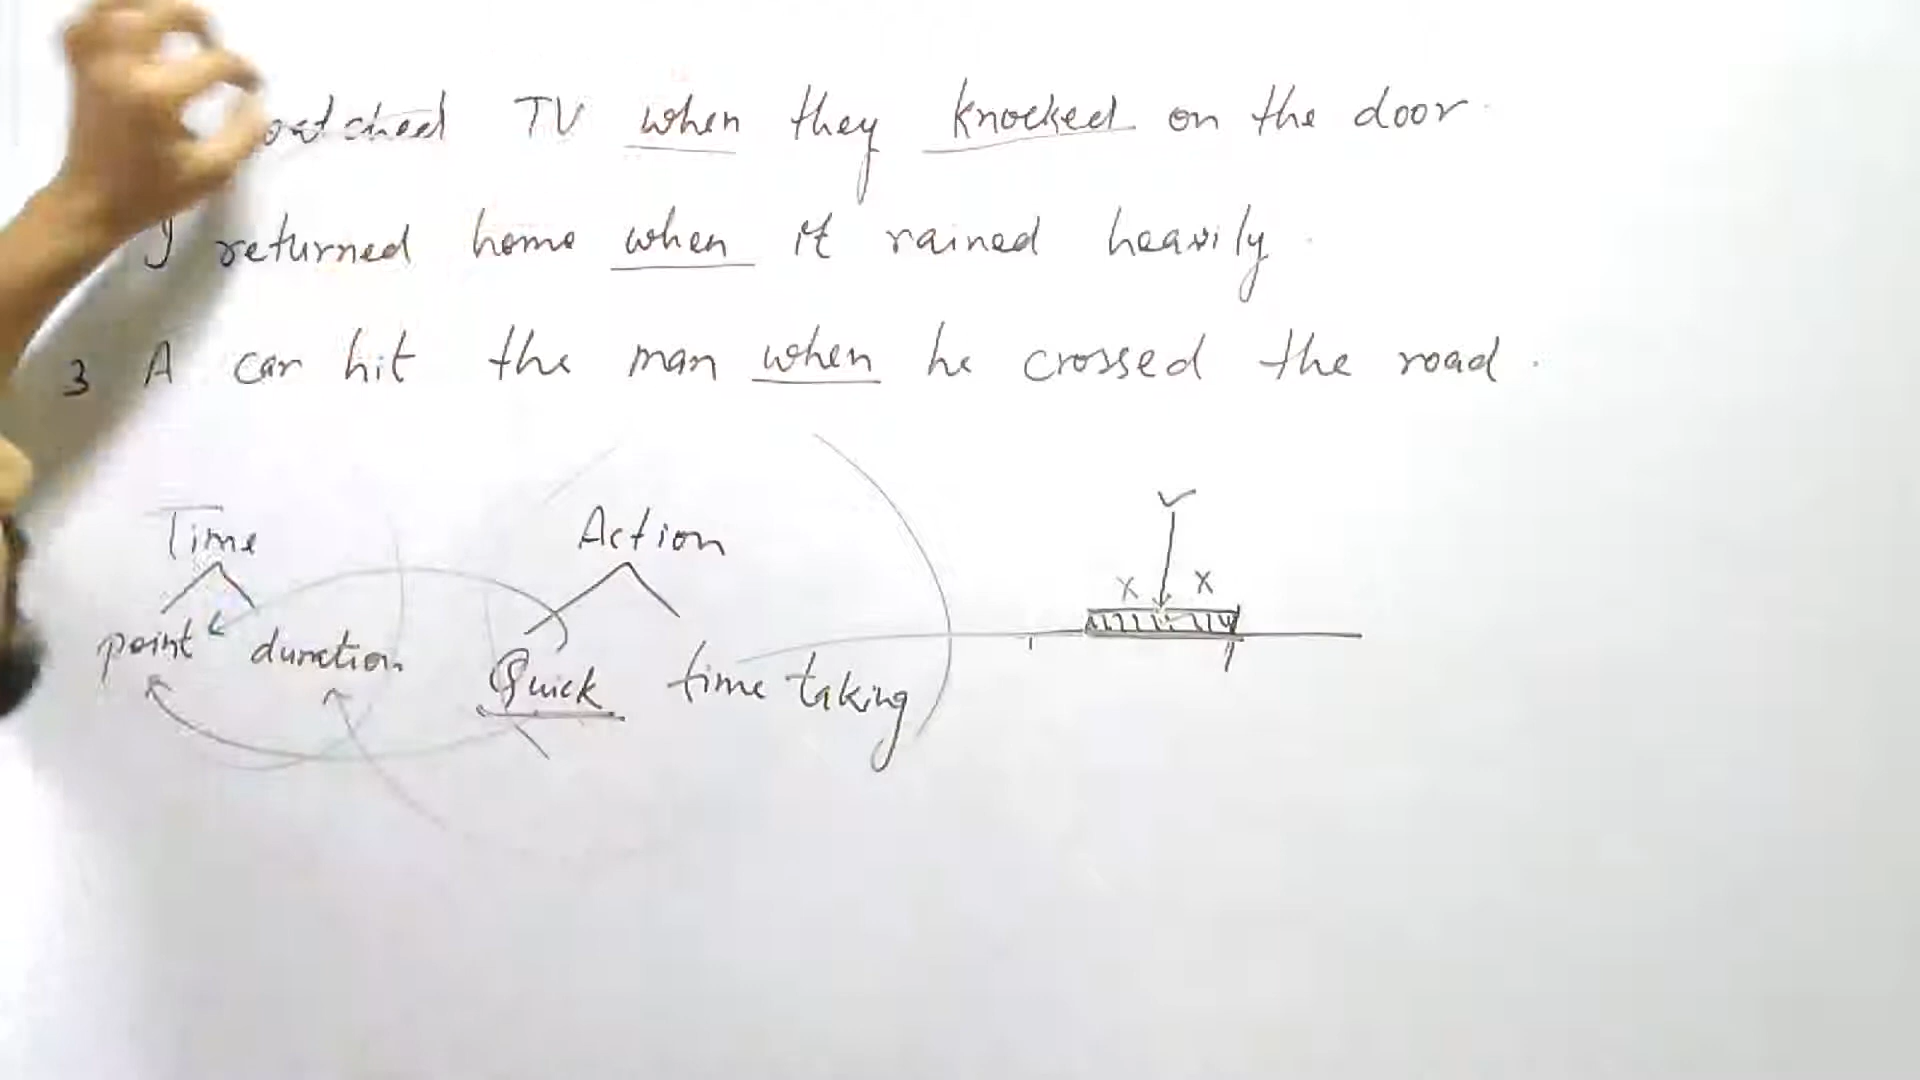 watched TV when they knocked on the door.
I returned home when it rained heavily.
3 A car hit the man when he crossed the road.
Time Action
point duration Quick time taking
x x